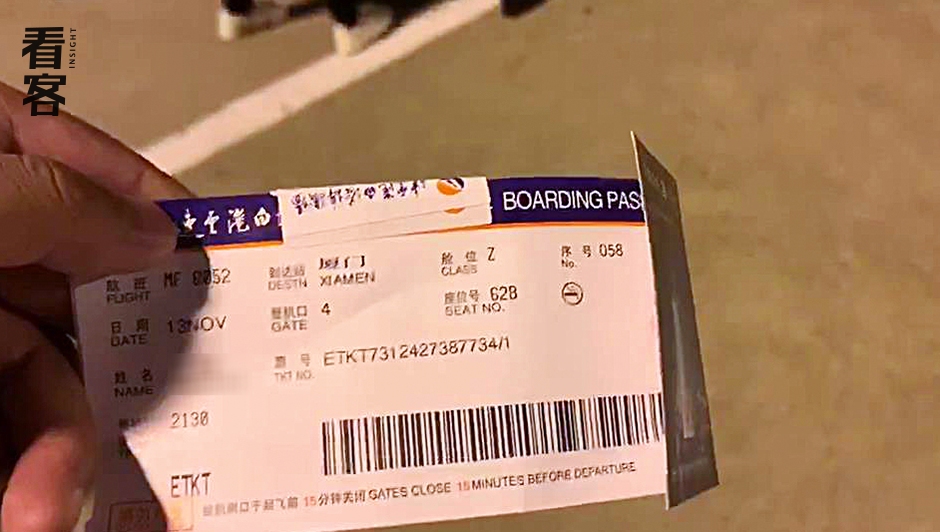 看客
INSIGHT
BOARDING PAS
航班 MF 8052 到达站 厦门 舱位 Z 序号 058
FLIGHT DESTN XIAMEN CLASS No.
日期 13NOV 登机口 4 座位号 62B
DATE GATE SEAT NO.
姓名 票号 ETKT7312427387734/1
NAME TKT NO.
2130
ETKT
登机闸口于起飞前 15分钟关闭 GATES CLOSE 15 MINUTES BEFORE DEPARTURE